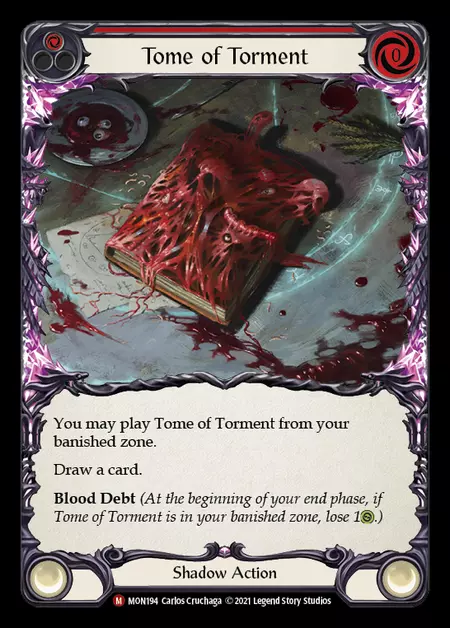 Tome of Torment
0
You may play Tome of Torment from your
banished zone.
Draw a card.
Blood Debt (At the beginning of your end phase, if
Tome of Torment is in your banished zone, lose 1.)
Shadow Action
M MON194 Carlos Cruchaga © 2021 Legend Story Studios